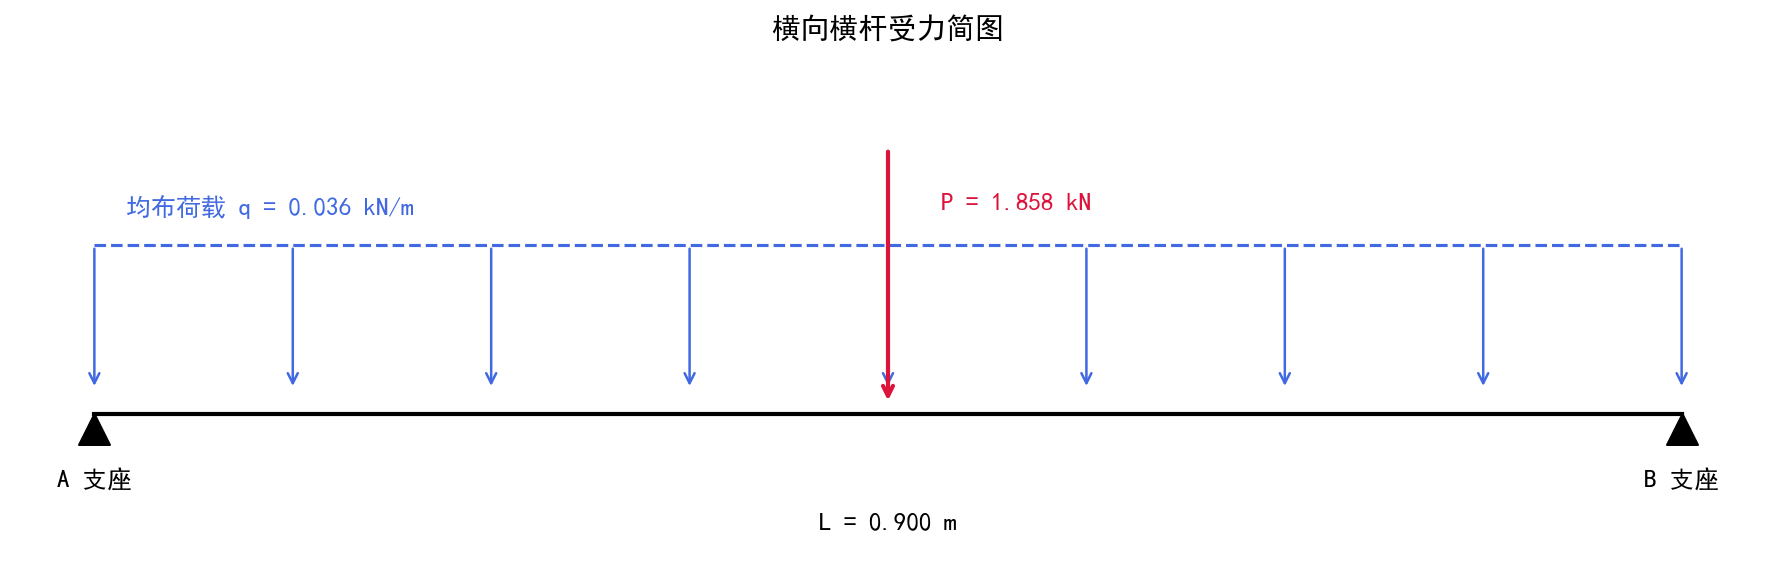 横向横杆受力简图
均布荷载 q = 0.036 kN/m
P = 1.858 kN
A 支座
B 支座
L = 0.900 m